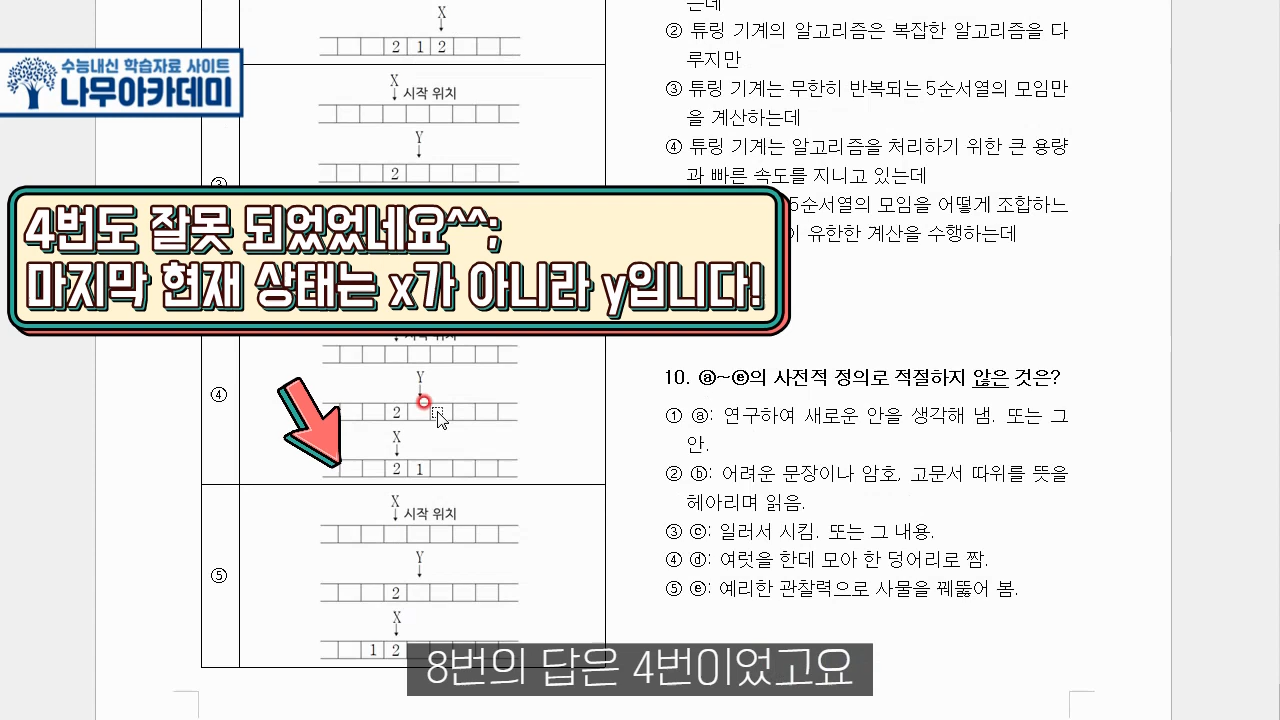 X
2 1 2
수능내신 학습자료 사이트
나무아카데미
X
시작 위치
Y
2
③
4번도 잘못 되었었네요^^;
마지막 현재 상태는 x가 아니라 y입니다!
시작 위치
Y
④
2
X
2 1
X
시작 위치
Y
⑤
2
X
1 2
는데
② 튜링 기계의 알고리즘은 복잡한 알고리즘을 다
루지만
③ 튜링 기계는 무한히 반복되는 5순서열의 모임만
을 계산하는데
④ 튜링 기계는 알고리즘을 처리하기 위한 큰 용량
과 빠른 속도를 지니고 있는데
5순서열의 모임을 어떻게 조합하느
유한한 계산을 수행하는데
10. ⓐ~ⓔ의 사전적 정의로 적절하지 않은 것은?
① ⓐ: 연구하여 새로운 안을 생각해 냄. 또는 그
안.
② ⓑ: 어려운 문장이나 암호, 고문서 따위를 뜻을
헤아리며 읽음.
③ ⓒ: 일러서 시킴. 또는 그 내용.
④ ⓓ: 여럿을 한데 모아 한 덩어리로 짬.
⑤ ⓔ: 예리한 관찰력으로 사물을 꿰뚫어 봄.
8번의 답은 4번이었고요